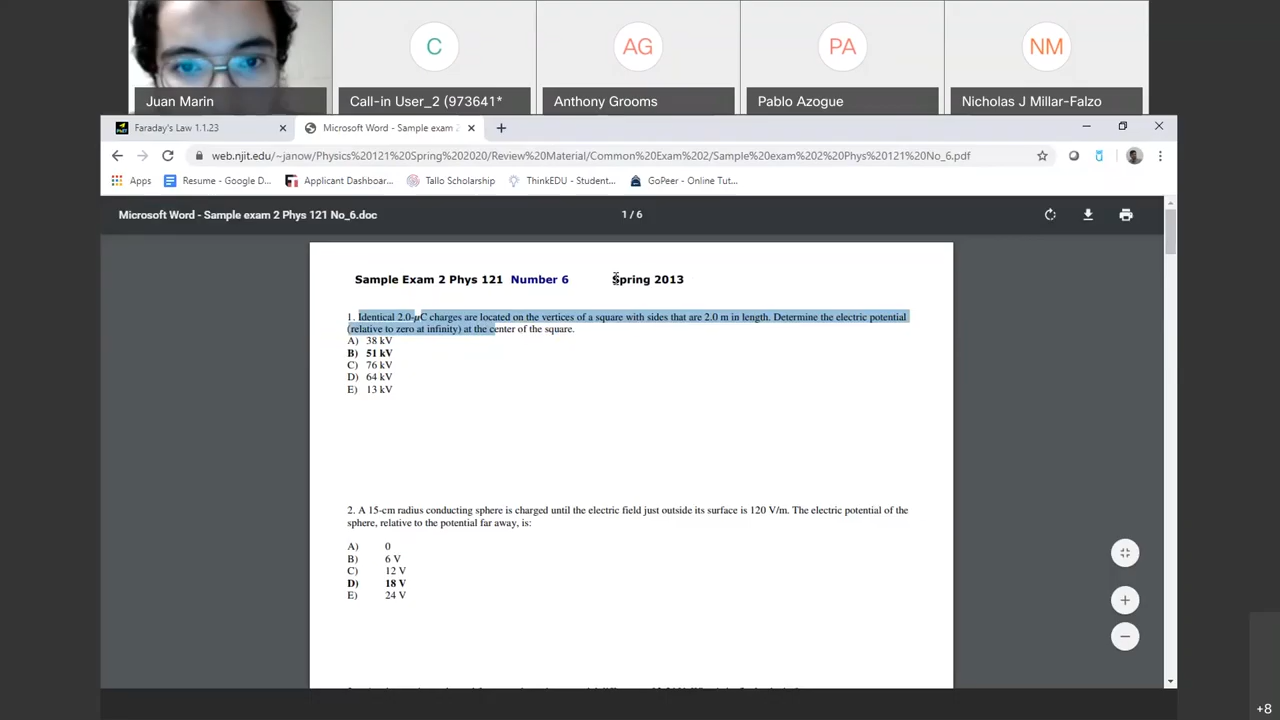 C
AG
PA
NM
Juan Marin
Call-in User_2 (973641*
Anthony Grooms
Pablo Azogue
Nicholas J Millar-Falzo
Faraday's Law 1.1.23
Microsoft Word - Sample exam 2
web.njit.edu/~janow/Physics%20121%20Spring%202020/Review%20Material/Common%20Exam%202/Sample%20exam%202%20Phys%20121%20No_6.pdf
Apps
Resume - Google D...
Applicant Dashboar...
Tallo Scholarship
ThinkEDU - Student...
GoPeer - Online Tut...
Microsoft Word - Sample exam 2 Phys 121 No_6.doc
1 / 6
Sample Exam 2 Phys 121 Number 6 Spring 2013
1. Identical 2.0-μC charges are located on the vertices of a square with sides that are 2.0 m in length. Determine the electric potential
(relative to zero at infinity) at the center of the square.
A) 38 kV
B) 51 kV
C) 76 kV
D) 64 kV
E) 13 kV
2. A 15-cm radius conducting sphere is charged until the electric field just outside its surface is 120 V/m. The electric potential of the
sphere, relative to the potential far away, is:
A) 0
B) 6 V
C) 12 V
D) 18 V
E) 24 V
+8